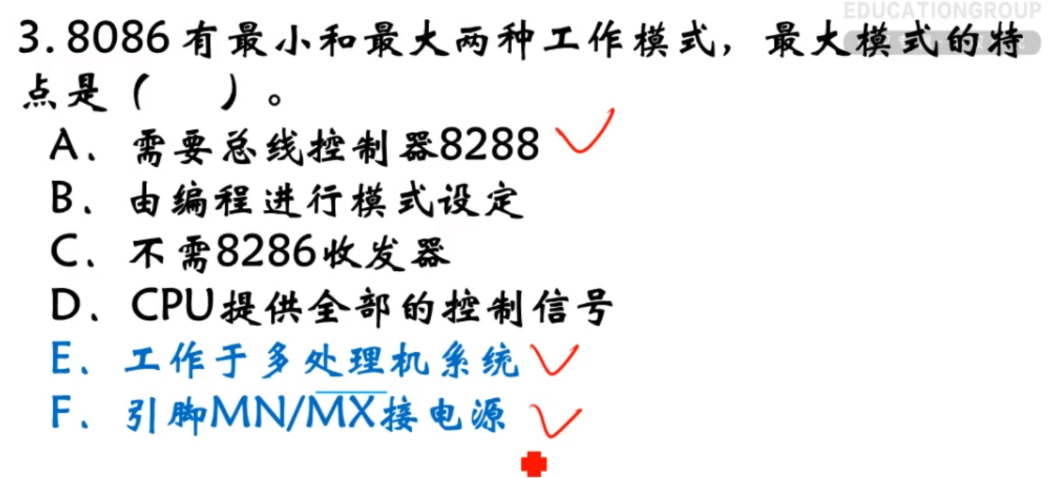 EDUCATIONGROUP
3. 8086有最小和最大两种工作模式，最大模式的特
点是（ ）。
A、需要总线控制器8288
B、由编程进行模式设定
C、不需8286收发器
D、CPU提供全部的控制信号
E、工作于多处理机系统
F、引脚MN/M̅X̅接电源